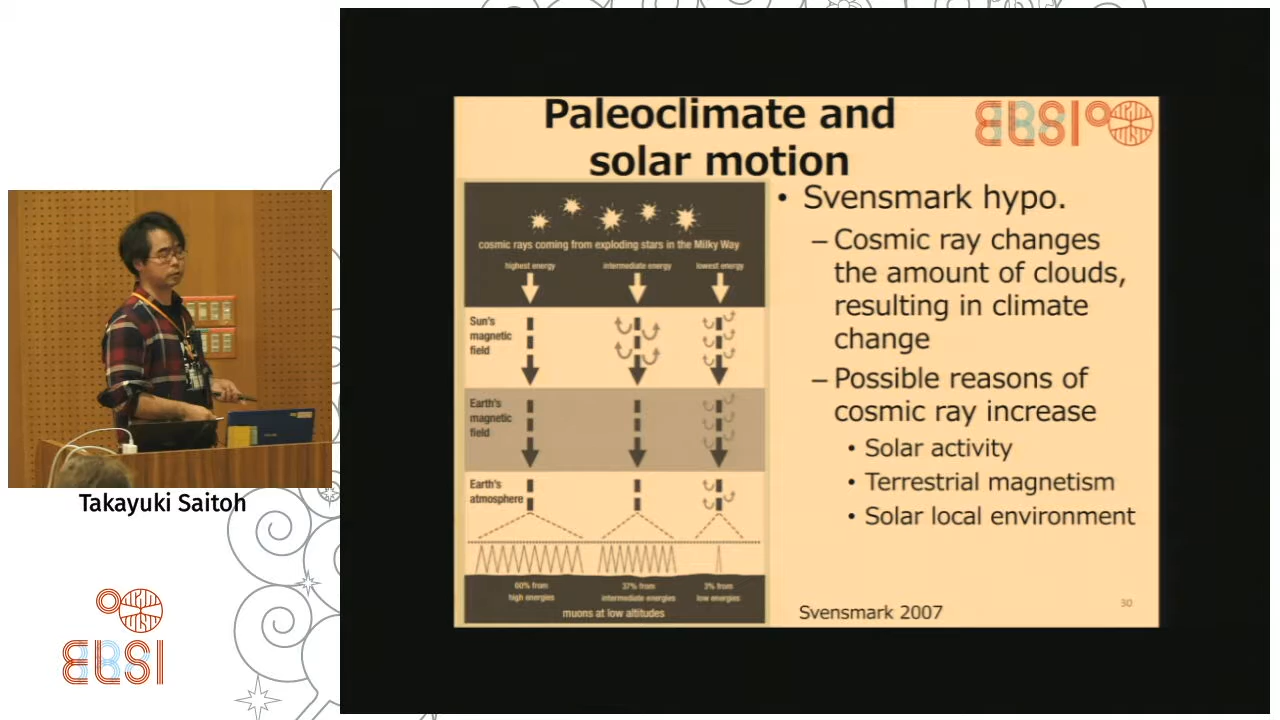 Paleoclimate and
solar motion
ELSI
cosmic rays coming from exploding stars in the Milky Way
highest energy
intermediate energy
lowest energy
Sun's
magnetic
field
Earth's
magnetic
field
Earth's
atmosphere
60% from
high energies
37% from
intermediate energies
3% from
low energies
muons at low altitudes
• Svensmark hypo.
– Cosmic ray changes
the amount of clouds,
resulting in climate
change
– Possible reasons of
cosmic ray increase
• Solar activity
• Terrestrial magnetism
• Solar local environment
Svensmark 2007
30
Takayuki Saitoh
ELSI